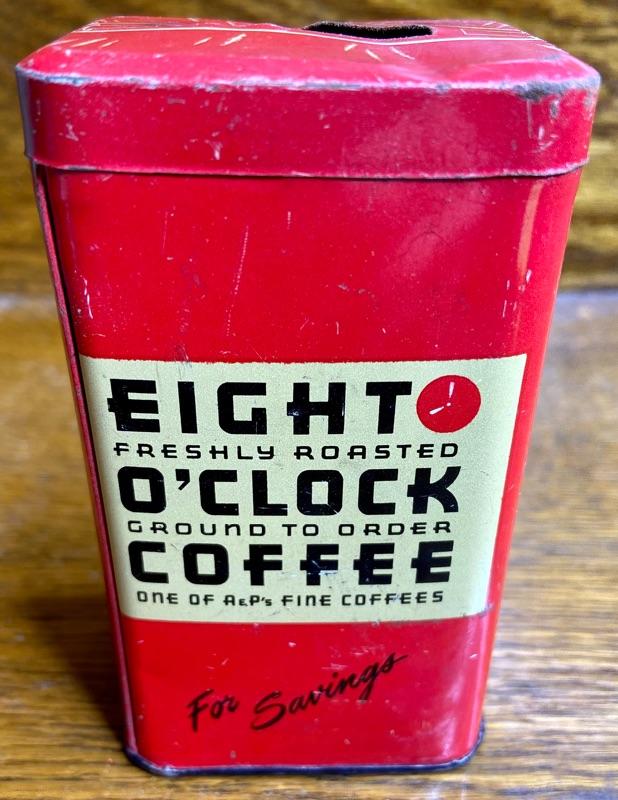 EIGHT
FRESHLY ROASTED
O'CLOCK
GROUND TO ORDER
COFFEE
ONE OF A&P's FINE COFFEES
For Savings